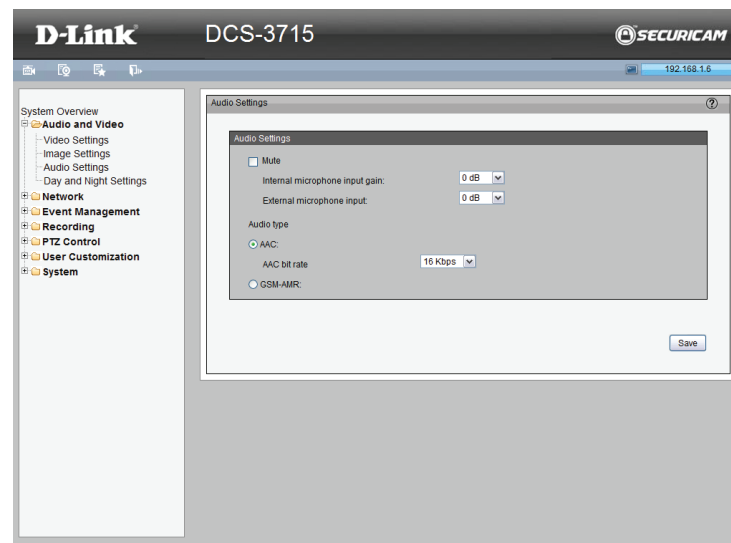 D-Link
DCS-3715
SECURICAM
192.168.1.6
System Overview
Audio and Video
Video Settings
Image Settings
Audio Settings
Day and Night Settings
Network
Event Management
Recording
PTZ Control
User Customization
System
Audio Settings
?
Audio Settings
Mute
Internal microphone input gain: 0 dB
External microphone input: 0 dB
Audio type
AAC:
AAC bit rate 16 Kbps
GSM-AMR:
Save